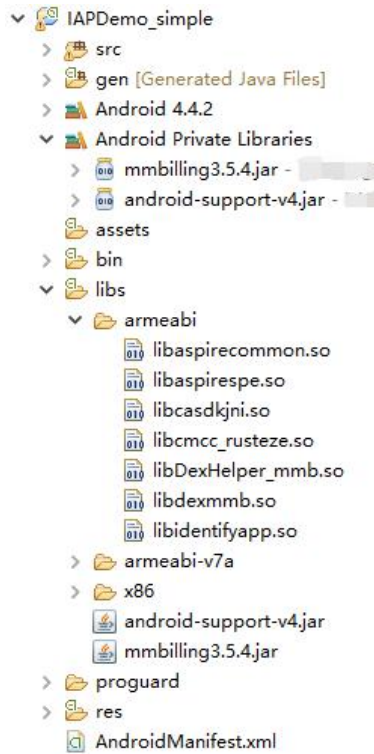 IAPDemo_simple
src
gen [Generated Java Files]
Android 4.4.2
Android Private Libraries
mmbilling3.5.4.jar -
android-support-v4.jar -
assets
bin
libs
armeabi
libaspirecommon.so
libaspirespe.so
libcasdkjni.so
libcmcc_rusteze.so
libDexHelper_mmb.so
libdexmmb.so
libidentifyapp.so
armeabi-v7a
x86
android-support-v4.jar
mmbilling3.5.4.jar
proguard
res
AndroidManifest.xml